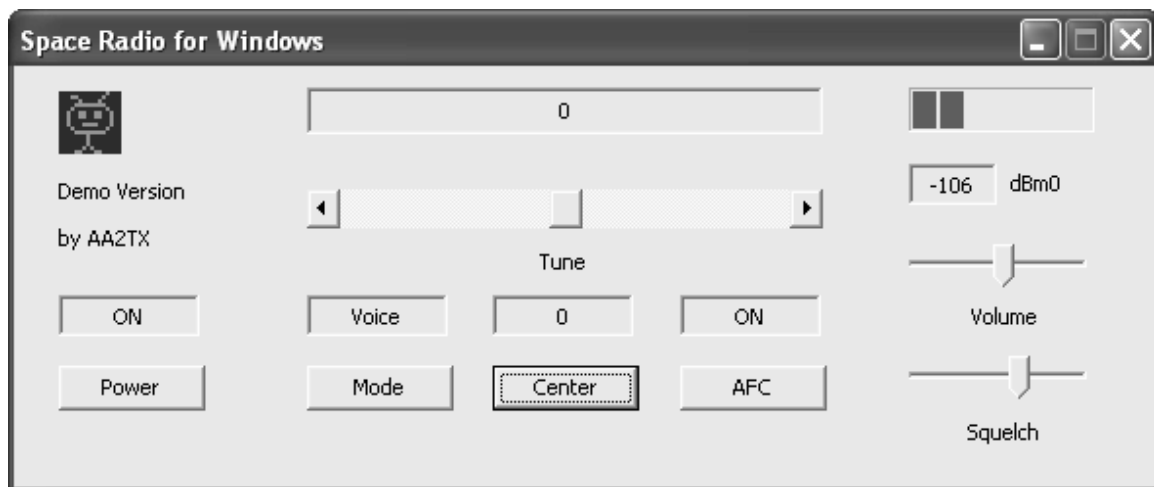 Space Radio for Windows
0
-106 dBm0
Demo Version
by AA2TX
Tune
ON
Voice
0
ON
Volume
Power
Mode
Center
AFC
Squelch